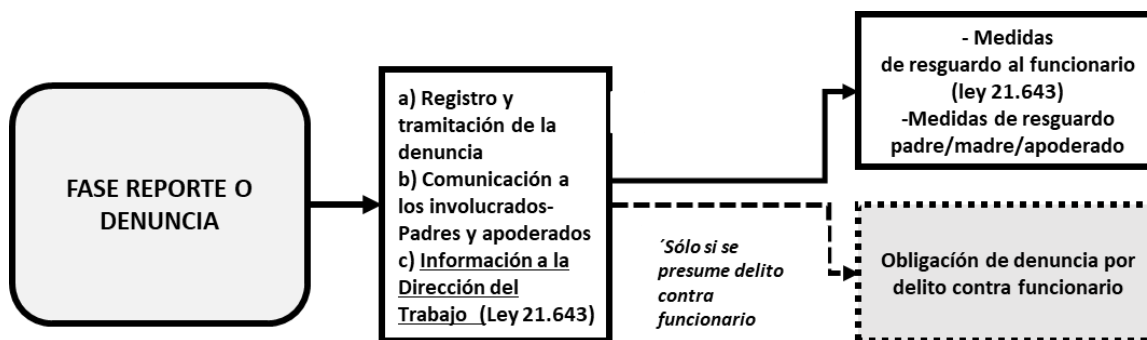 FASE REPORTE O
DENUNCIA
a) Registro y
tramitación de la
denuncia
b) Comunicación a
los involucrados-
Padres y apoderados
c) Información a la
Dirección del
Trabajo (Ley 21.643)
- Medidas
de resguardo al funcionario
(ley 21.643)
-Medidas de resguardo
padre/madre/apoderado
´Sólo si se
presume delito
contra
funcionario
Obligacíón de denuncia por
delito contra funcionario